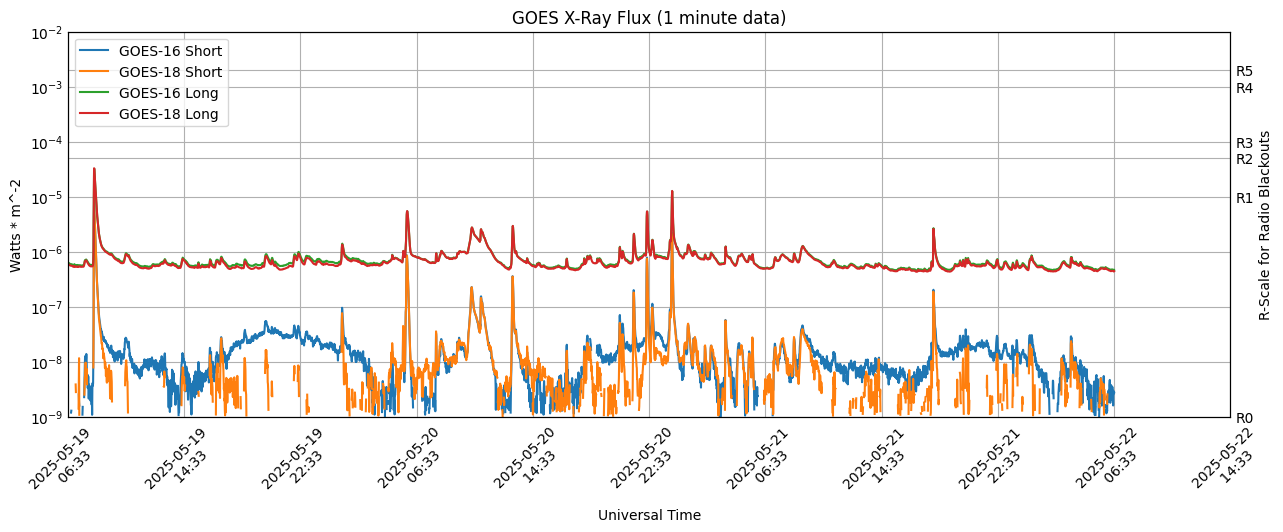 GOES X-Ray Flux (1 minute data)
GOES-16 Short
GOES-18 Short
GOES-16 Long
GOES-18 Long
10^-2
10^-3
10^-4
10^-5
10^-6
10^-7
10^-8
10^-9
Watts * m^-2
R5
R4
R3
R2
R1
R0
R-Scale for Radio Blackouts
2025-05-19
06:33
2025-05-19
14:33
2025-05-19
22:33
2025-05-20
06:33
2025-05-20
14:33
2025-05-20
22:33
2025-05-21
06:33
2025-05-21
14:33
2025-05-21
22:33
2025-05-22
06:33
2025-05-22
14:33
Universal Time